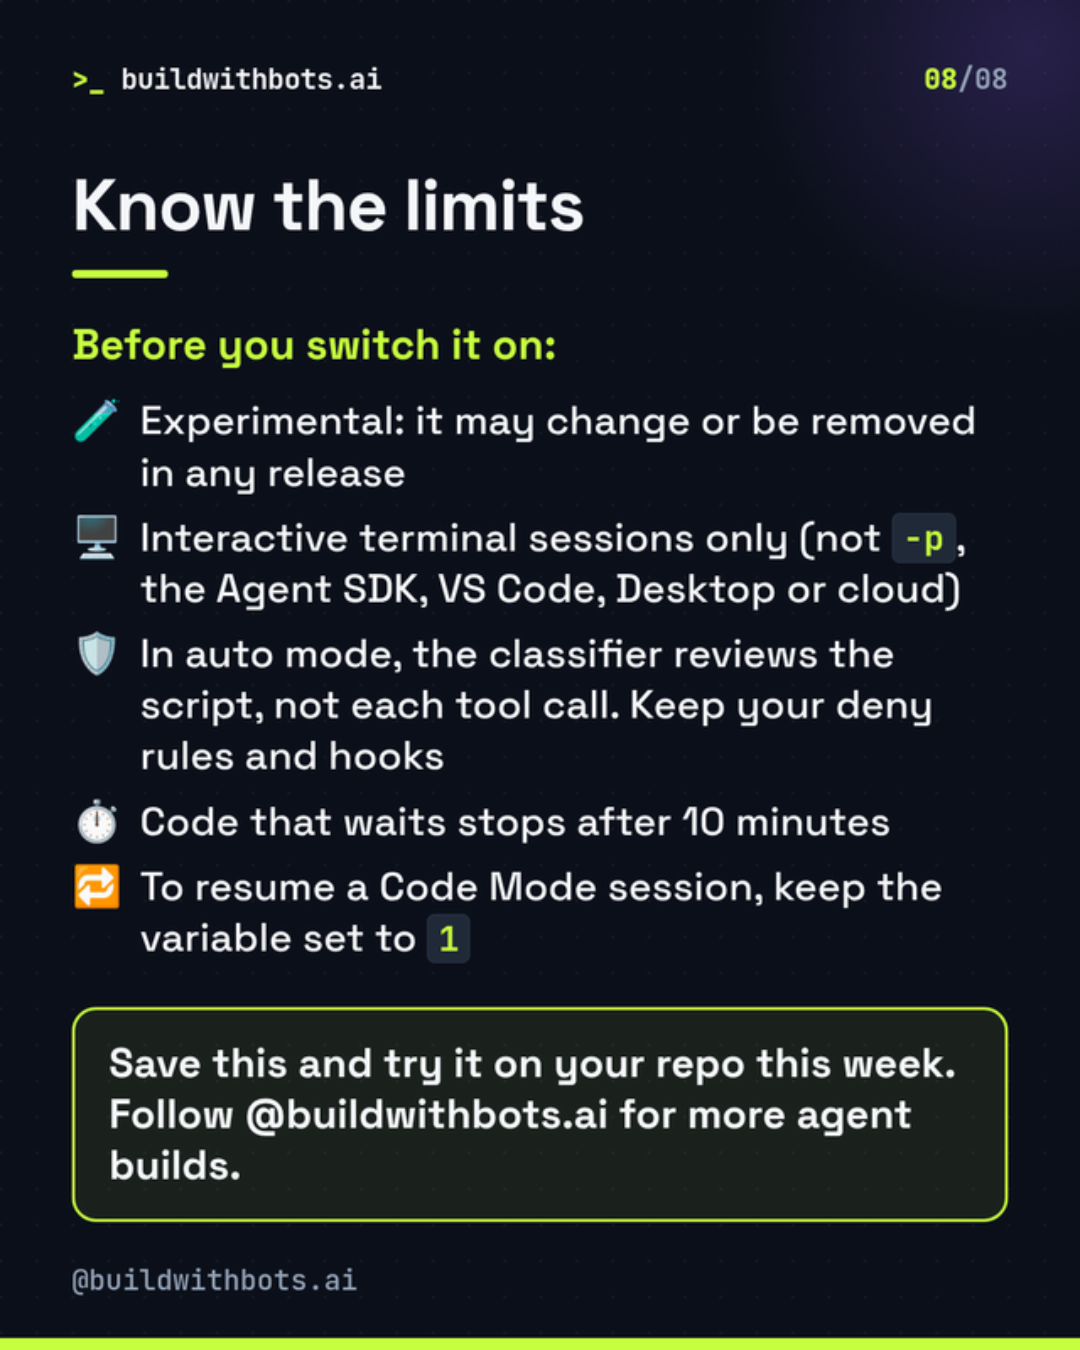 >_ buildwithbots.ai
08/08
Know the limits
Before you switch it on:
Experimental: it may change or be removed
in any release
Interactive terminal sessions only (not -p,
the Agent SDK, VS Code, Desktop or cloud)
In auto mode, the classifier reviews the
script, not each tool call. Keep your deny
rules and hooks
Code that waits stops after 10 minutes
To resume a Code Mode session, keep the
variable set to 1
Save this and try it on your repo this week.
Follow @buildwithbots.ai for more agent
builds.
@buildwithbots.ai